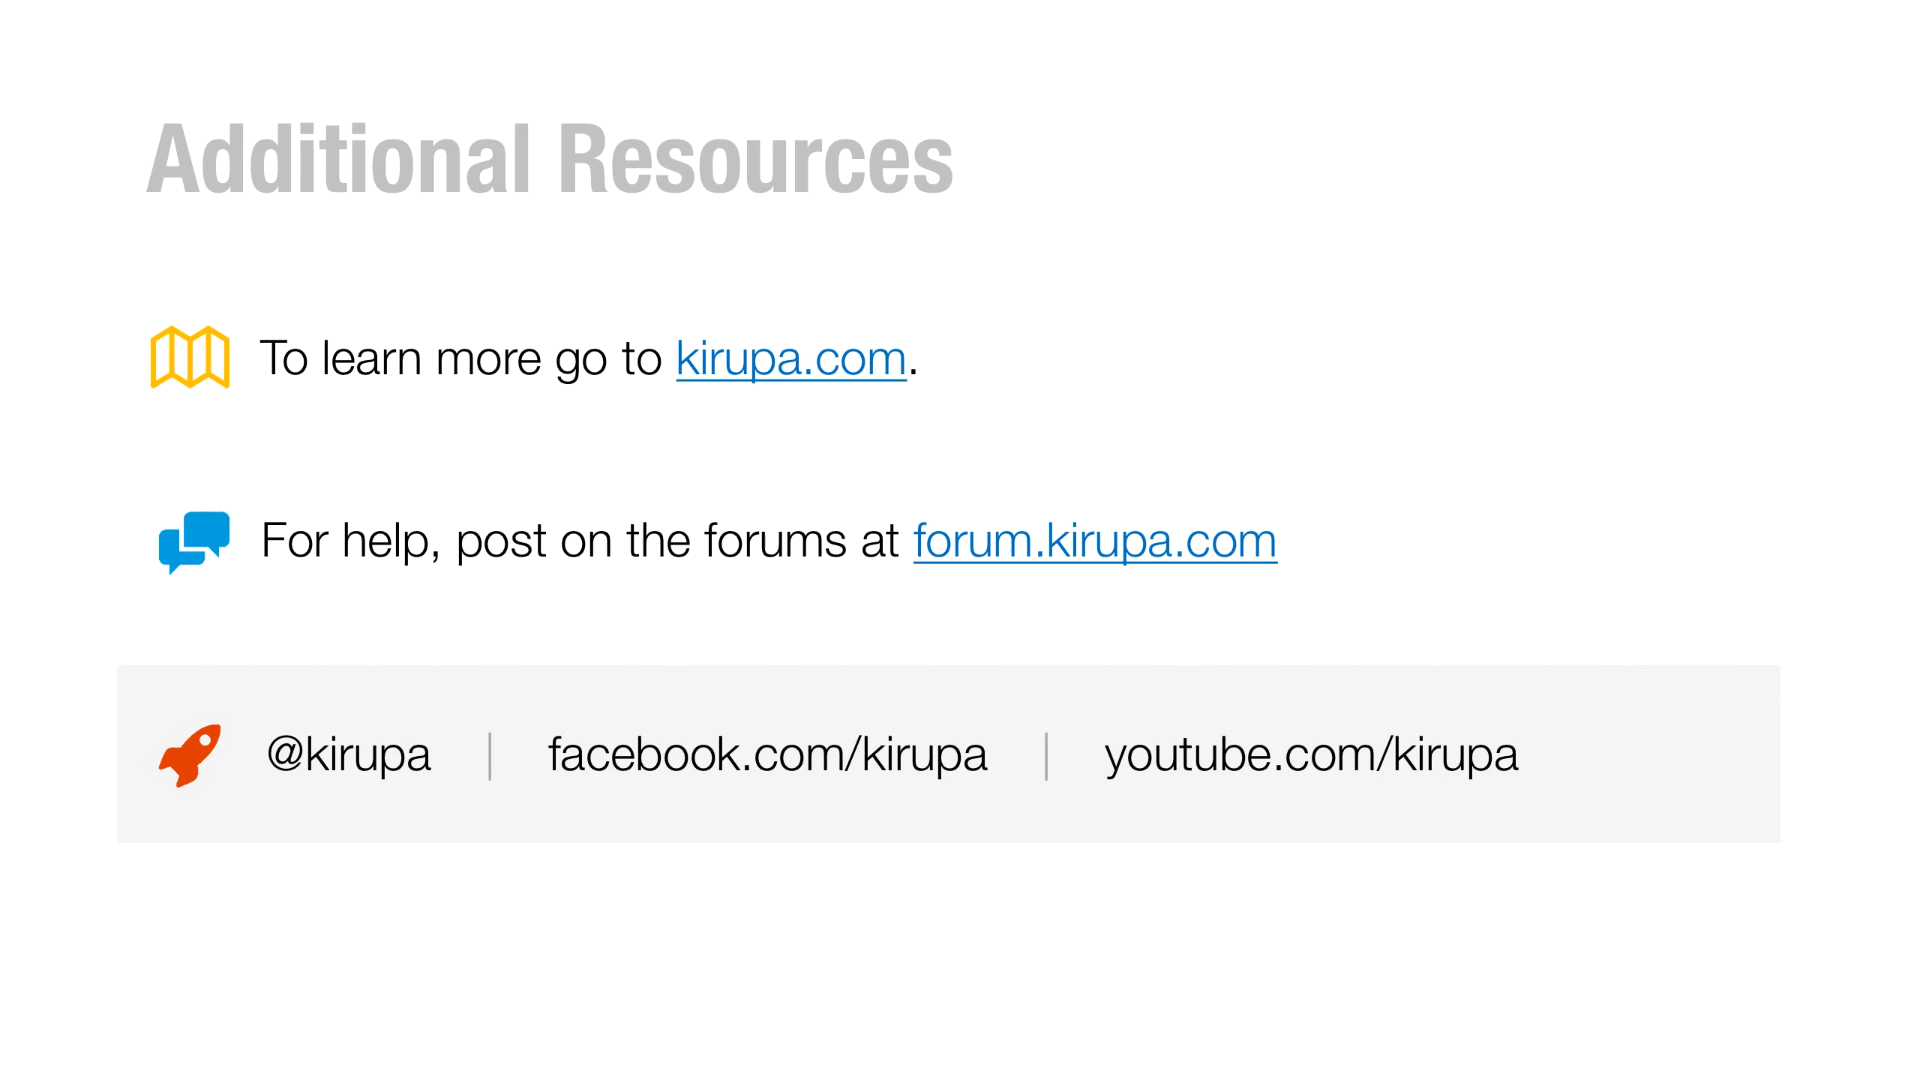 Additional Resources
To learn more go to kirupa.com.
For help, post on the forums at forum.kirupa.com
@kirupa | facebook.com/kirupa | youtube.com/kirupa